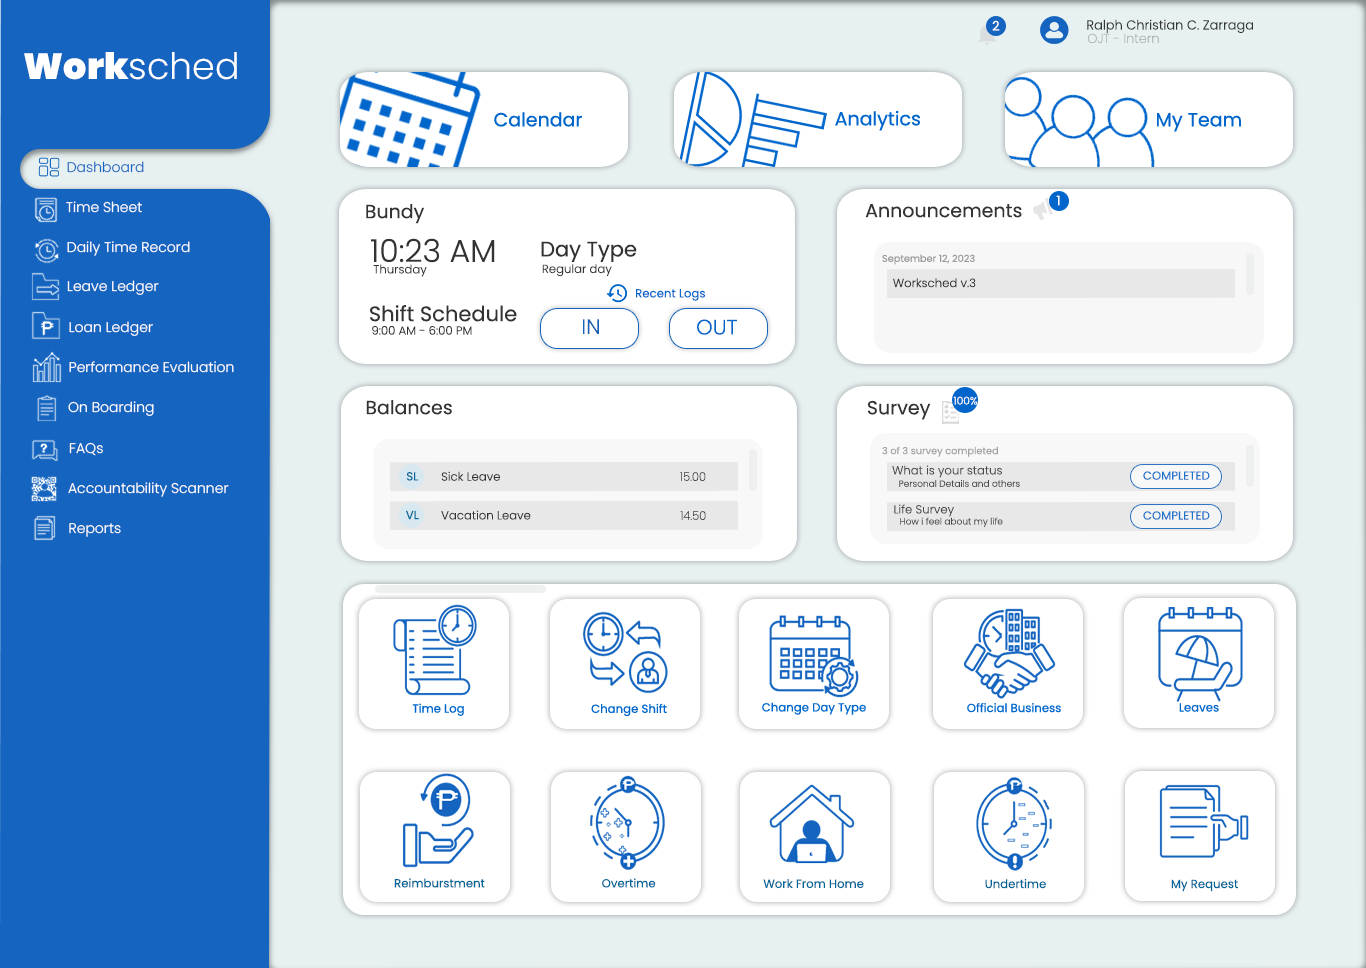 Worksched
2
Ralph Christian C. Zarraga
OJT - Intern
Dashboard
Time Sheet
Daily Time Record
Leave Ledger
Loan Ledger
Performance Evaluation
On Boarding
FAQs
Accountability Scanner
Reports
Calendar
Analytics
My Team
Bundy
10:23 AM
Thursday
Day Type
Regular day
Shift Schedule
9:00 AM - 6:00 PM
Recent Logs
IN
OUT
Announcements
1
September 12, 2023
Worksched v.3
Balances
SL Sick Leave 15.00
VL Vacation Leave 14.50
Survey
100%
3 of 3 survey completed
What is your status
Personal Details and others
COMPLETED
Life Survey
How i feel about my life
COMPLETED
Time Log
Change Shift
Change Day Type
Official Business
Leaves
Reimburstment
Overtime
Work From Home
Undertime
My Request